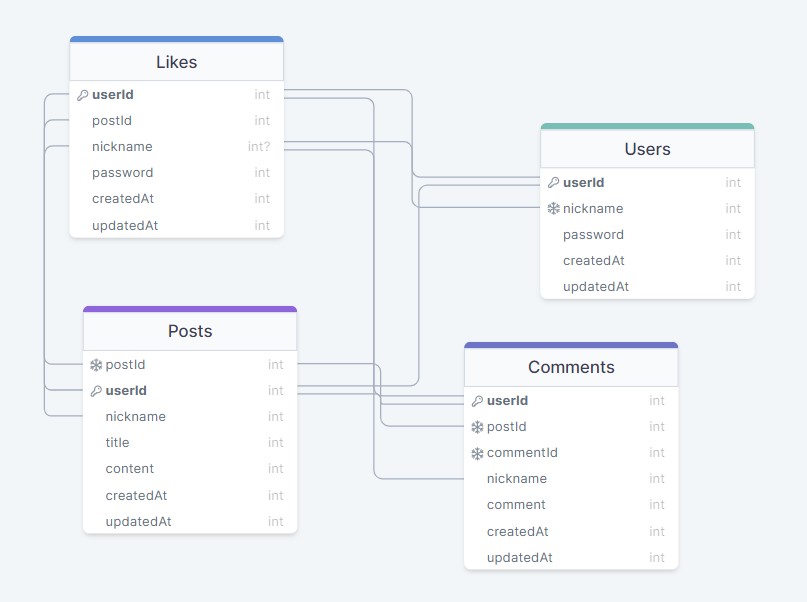 Likes
userId int
postId int
nickname int?
password int
createdAt int
updatedAt int
Users
userId int
nickname int
password int
createdAt int
updatedAt int
Posts
postId int
userId int
nickname int
title int
content int
createdAt int
updatedAt int
Comments
userId int
postId int
commentId int
nickname int
comment int
createdAt int
updatedAt int